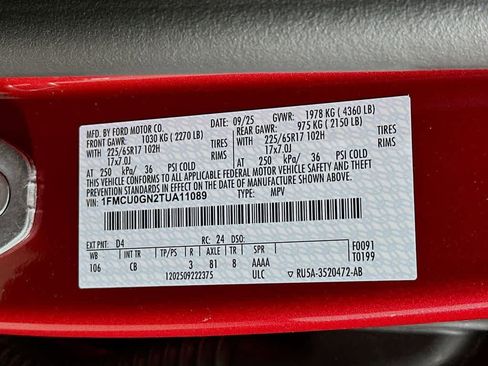 MFD. BY FORD MOTOR CO.
09/25 GVWR: 1978 KG ( 4360 LB)
FRONT GAWR: 1030 KG ( 2270 LB)
REAR GAWR: 975 KG ( 2150 LB)
WITH 225/65R17 102H TIRES
WITH 225/65R17 102H TIRES
17x7.0J RIMS
17x7.0J RIMS
AT 250 kPa/ 36 PSI COLD
AT 250 kPa/ 36 PSI COLD
THIS VEHICLE CONFORMS TO ALL APPLICABLE FEDERAL MOTOR VEHICLE SAFETY AND THEFT
PREVENTION STANDARDS IN EFFECT ON THE DATE OF MANUFACTURE SHOWN ABOVE.
VIN: 1FMCU0GN2TUA11089 TYPE: MPV
EXT PNT: D4 RC: 24 DSO: F0091
WB INT TR TP/PS R AXLE TR SPR T0199
106 CB 3 81 8 AAAA
1202509222375 ULC RU5A-3520472-AB